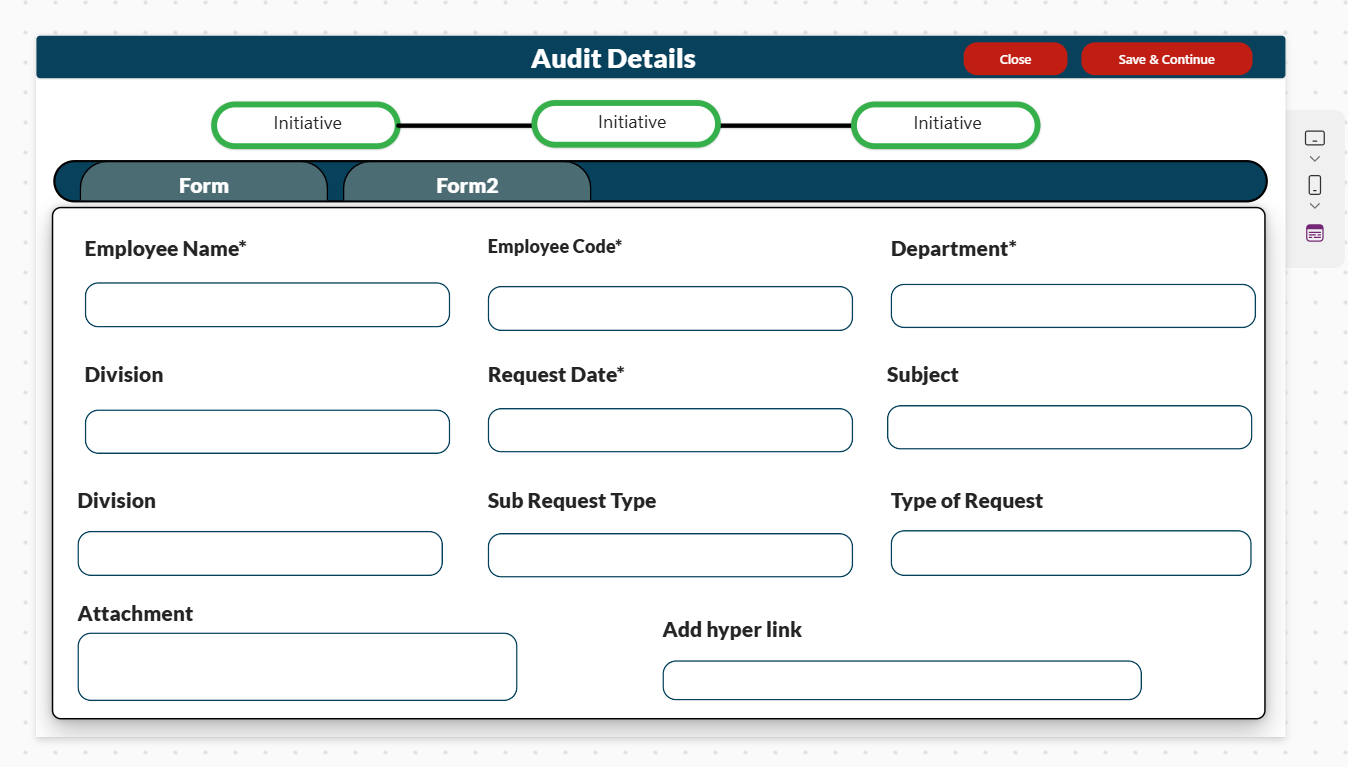 Audit Details
Close
Save & Continue
Initiative
Initiative
Initiative
Form
Form2
Employee Name*
Employee Code*
Department*
Division
Request Date*
Subject
Division
Sub Request Type
Type of Request
Attachment
Add hyper link